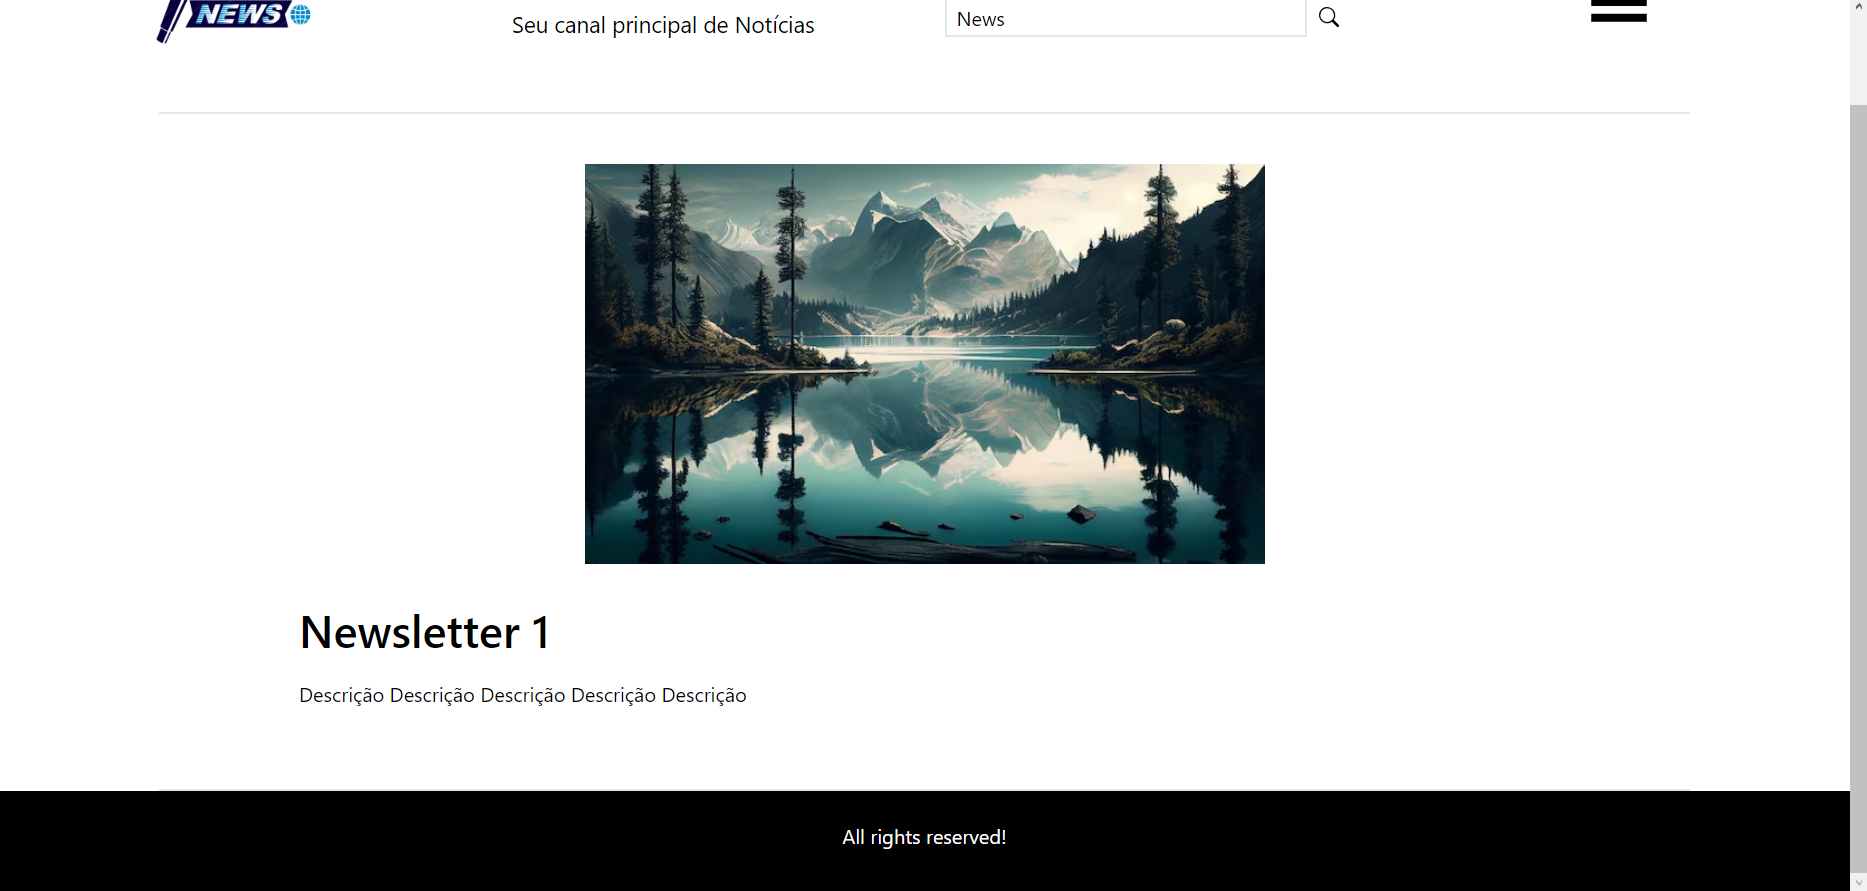 NEWS
Seu canal principal de Notícias
News
Newsletter 1
Descrição Descrição Descrição Descrição Descrição
All rights reserved!